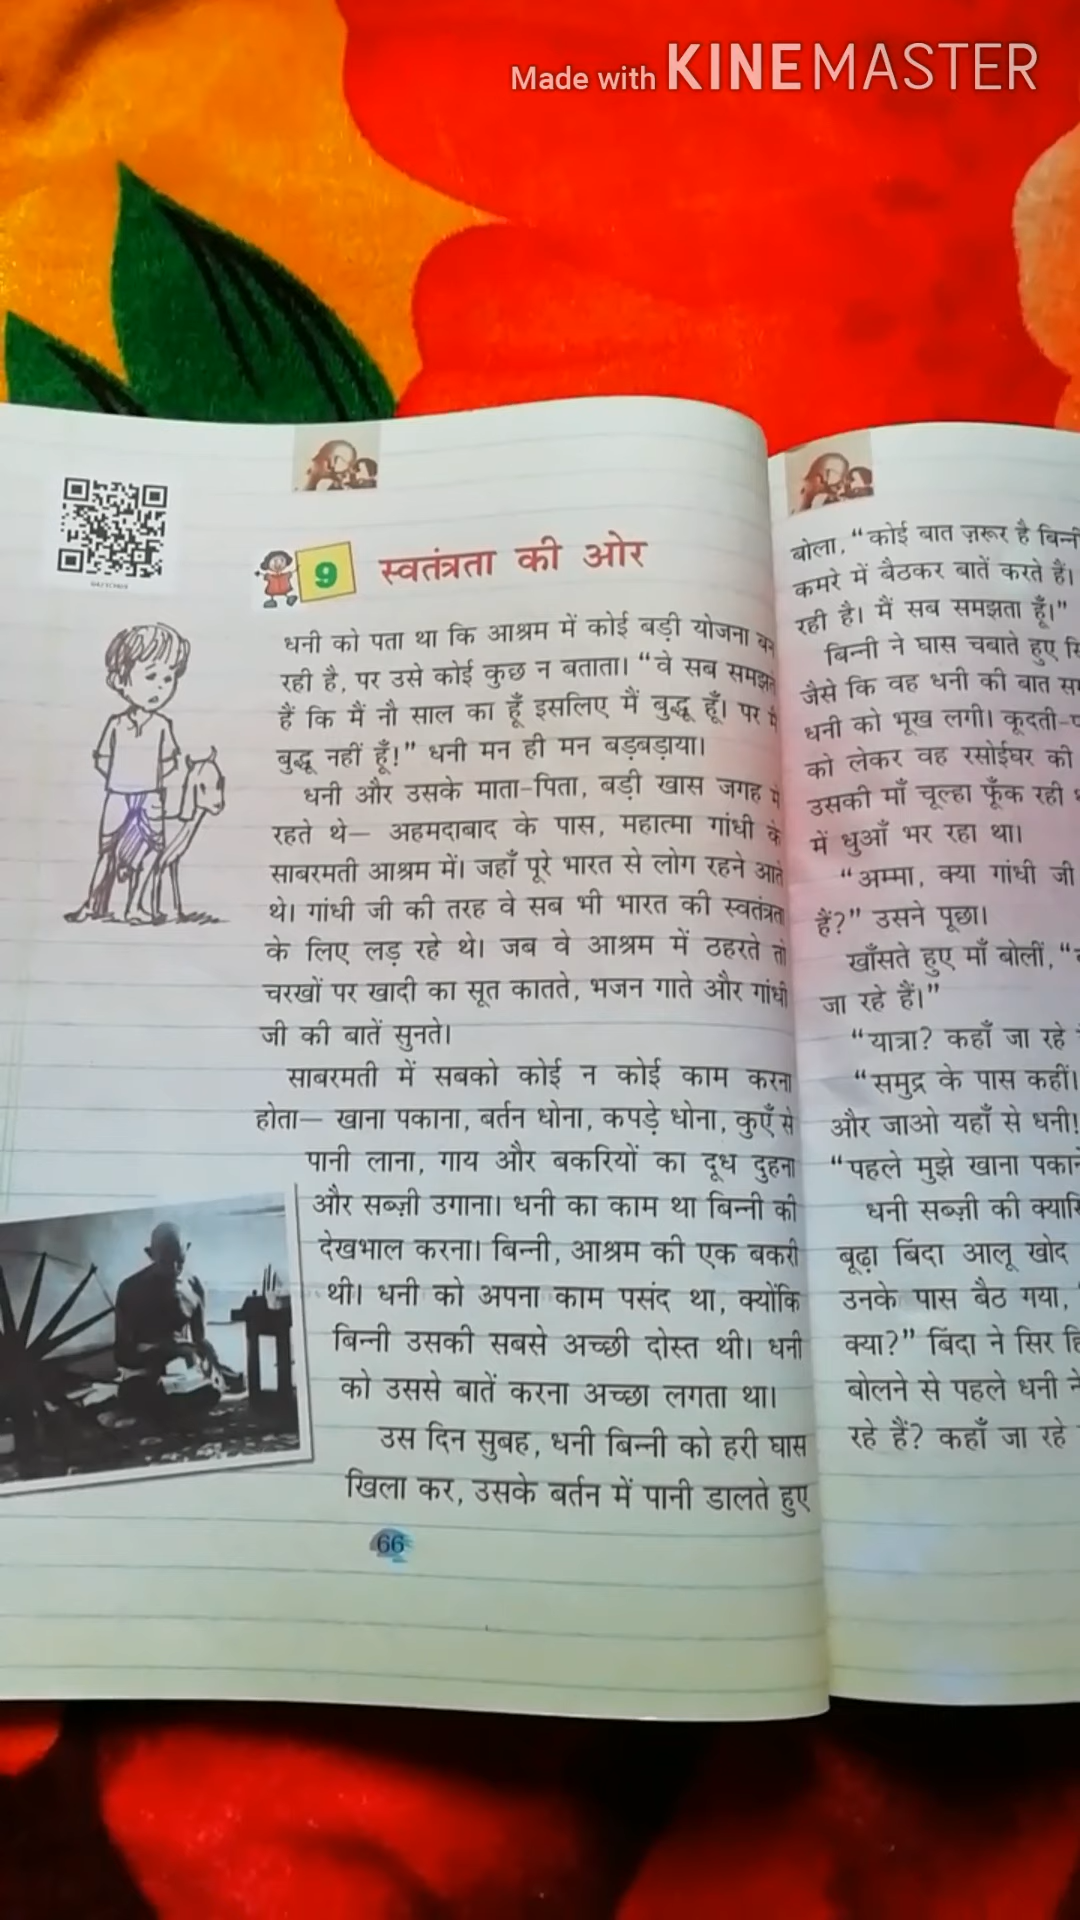 Made with KINEMASTER
9 स्वतंत्रता की ओर
धनी को पता था कि आश्रम में कोई बड़ी योजना बन
रही है, पर उसे कोई कुछ न बताता। “वे सब समझते
हैं कि मैं नौ साल का हूँ इसलिए मैं बुद्धू हूँ। पर मैं
बुद्धू नहीं हूँ!” धनी मन ही मन बड़बड़ाया।
धनी और उसके माता-पिता, बड़ी खास जगह में
रहते थे— अहमदाबाद के पास, महात्मा गांधी के
साबरमती आश्रम में। जहाँ पूरे भारत से लोग रहने आते
थे। गांधी जी की तरह वे सब भी भारत की स्वतंत्रता
के लिए लड़ रहे थे। जब वे आश्रम में ठहरते तो
चरखों पर खादी का सूत कातते, भजन गाते और गांधी
जी की बातें सुनते।
साबरमती में सबको कोई न कोई काम करना
होता— खाना पकाना, बर्तन धोना, कपड़े धोना, कुएँ से
पानी लाना, गाय और बकरियों का दूध दुहना
और सब्ज़ी उगाना। धनी का काम था बिन्नी की
देखभाल करना। बिन्नी, आश्रम की एक बकरी
थी। धनी को अपना काम पसंद था, क्योंकि
बिन्नी उसकी सबसे अच्छी दोस्त थी। धनी
को उससे बातें करना अच्छा लगता था।
उस दिन सुबह, धनी बिन्नी को हरी घास
खिला कर, उसके बर्तन में पानी डालते हुए
66
बोला, “कोई बात ज़रूर है बिन्नी
कमरे में बैठकर बातें करते हैं।
रही है। मैं सब समझता हूँ।”
बिन्नी ने घास चबाते हुए
जैसे कि वह धनी की बात
धनी को भूख लगी।
को लेकर वह रसोईघर की
उसकी माँ चूल्हा फूँक रही
में धुआँ भर रहा था।
“अम्मा, क्या गांधी जी
हैं?” उसने पूछा।
खाँसते हुए माँ बोलीं,
जा रहे हैं।”
“यात्रा? कहाँ जा रहे
“समुद्र के पास कहीं।
और जाओ यहाँ से धनी!
“पहले मुझे खाना
धनी सब्ज़ी की
बूढ़ा बिंदा आलू खोद
उनके पास बैठ गया,
क्या?” बिंदा ने सिर
बोलने से पहले धनी ने
रहे हैं? कहाँ जा रहे